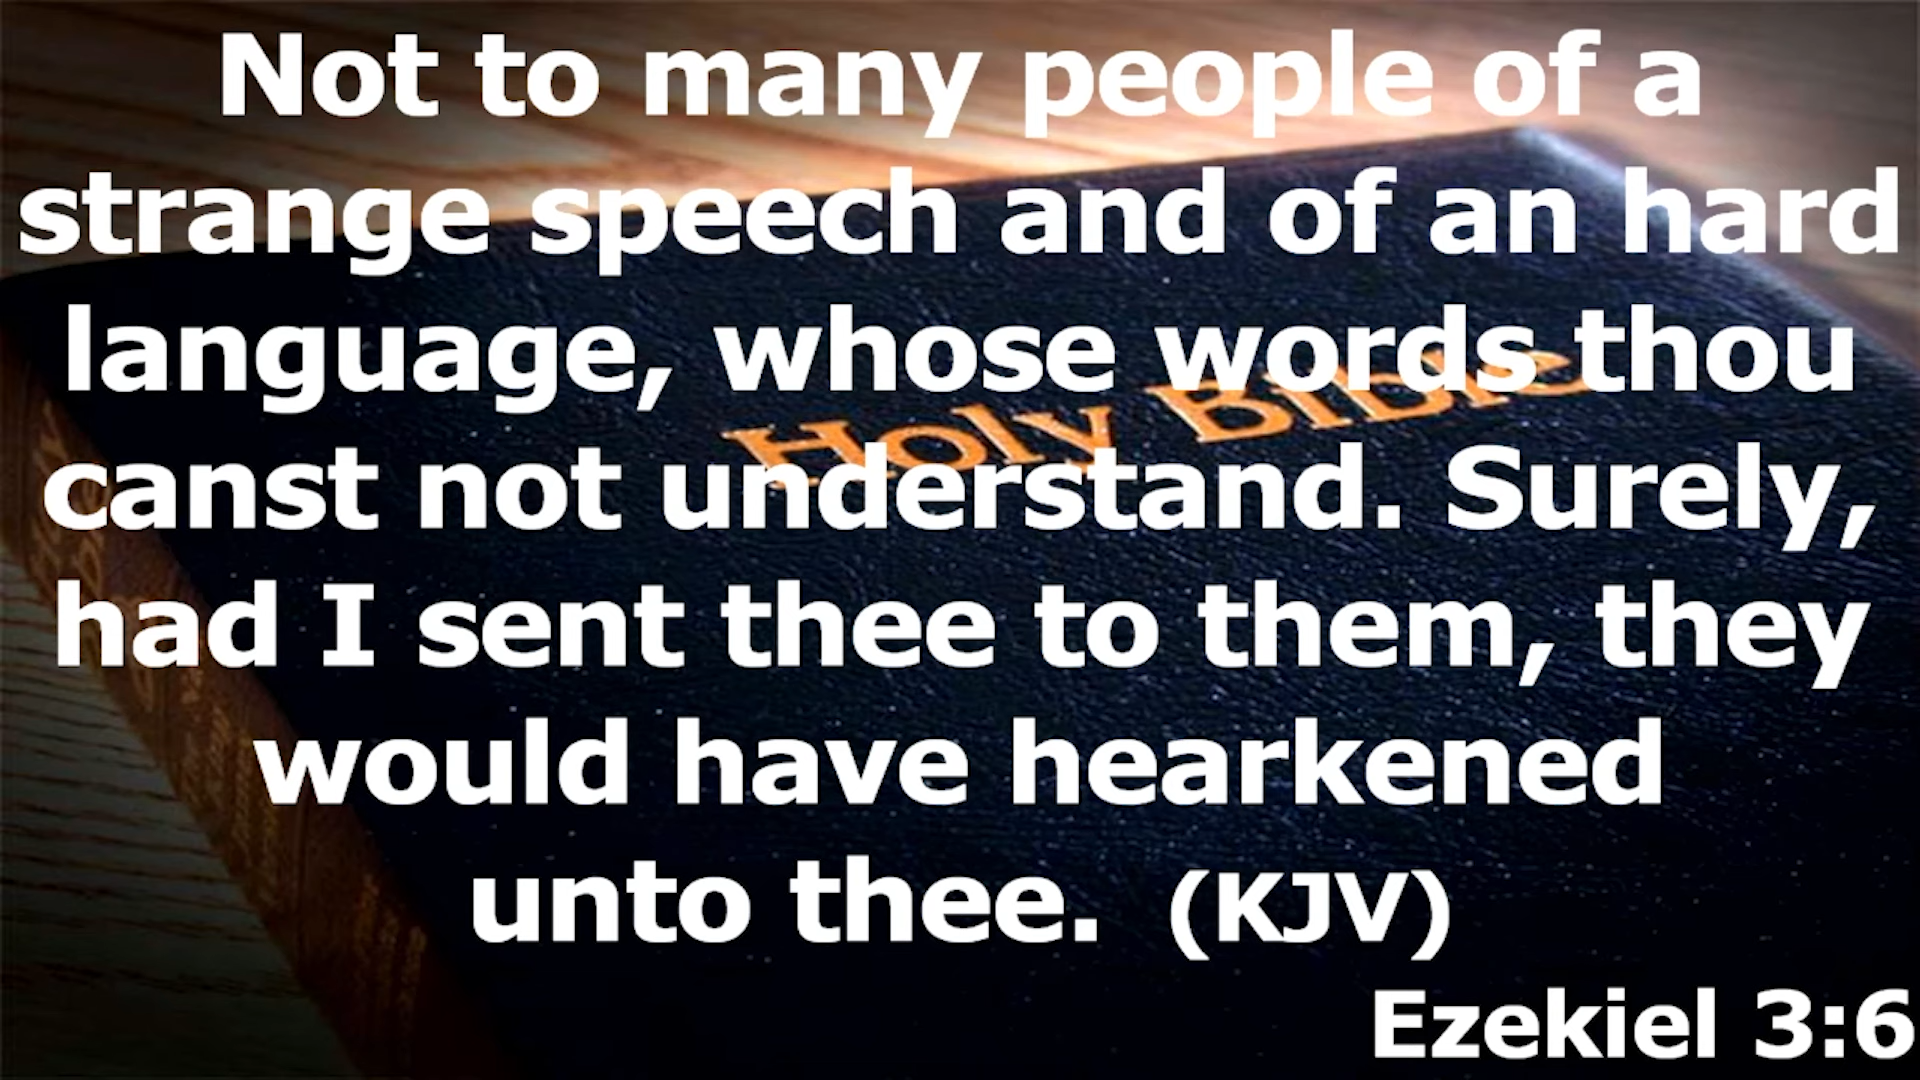 Not to many people of a
strange speech and of an hard
language, whose words thou
Holy Bible
canst not understand. Surely,
had I sent thee to them, they
would have hearkened
unto thee. (KJV)
Ezekiel 3:6